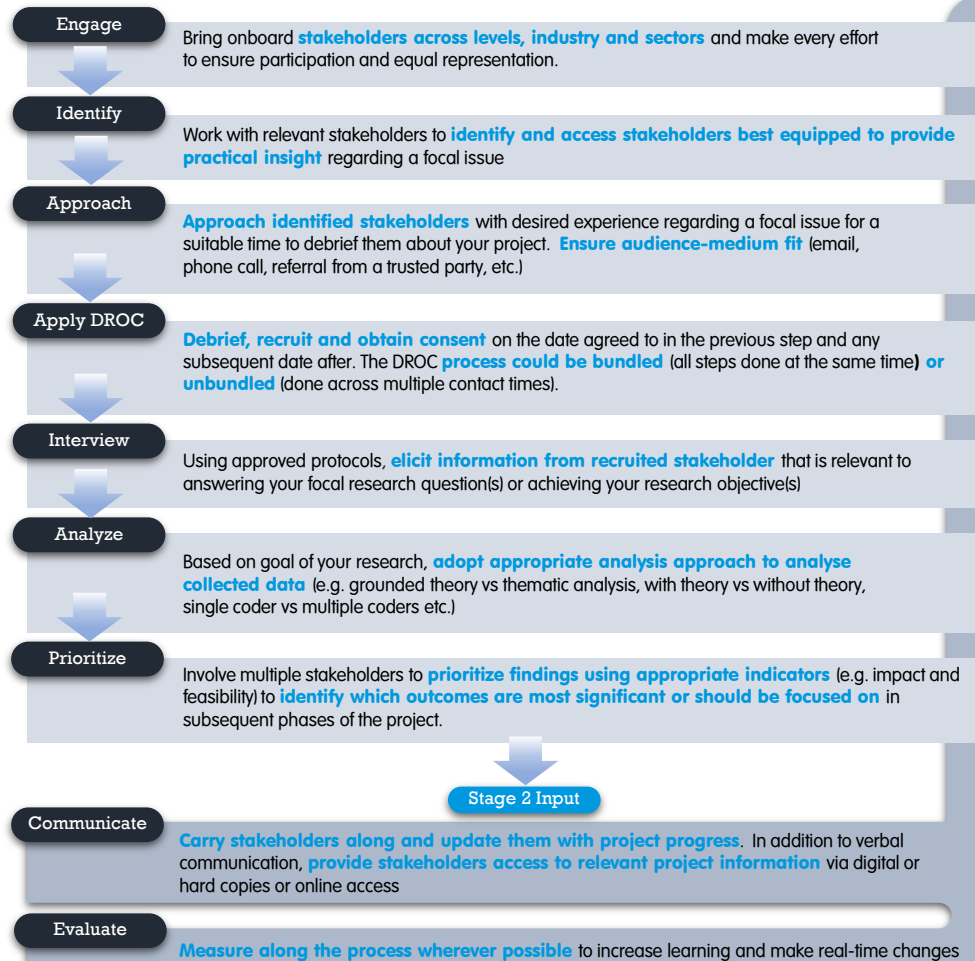 Engage
Bring onboard stakeholders across levels, industry and sectors and make every effort
to ensure participation and equal representation.
Identify
Work with relevant stakeholders to identify and access stakeholders best equipped to provide
practical insight regarding a focal issue
Approach
Approach identified stakeholders with desired experience regarding a focal issue for a
suitable time to debrief them about your project. Ensure audience-medium fit (email,
phone call, referral from a trusted party, etc.)
Apply DROC
Debrief, recruit and obtain consent on the date agreed to in the previous step and any
subsequent date after. The DROC process could be bundled (all steps done at the same time) or
unbundled (done across multiple contact times).
Interview
Using approved protocols, elicit information from recruited stakeholder that is relevant to
answering your focal research question(s) or achieving your research objective(s)
Analyze
Based on goal of your research, adopt appropriate analysis approach to analyse
collected data (e.g. grounded theory vs thematic analysis, with theory vs without theory,
single coder vs multiple coders etc.)
Prioritize
Involve multiple stakeholders to prioritize findings using appropriate indicators (e.g. impact and
feasibility) to identify which outcomes are most significant or should be focused on in
subsequent phases of the project.
Stage 2 Input
Communicate
Carry stakeholders along and update them with project progress. In addition to verbal
communication, provide stakeholders access to relevant project information via digital or
hard copies or online access
Evaluate
Measure along the process wherever possible to increase learning and make real-time changes